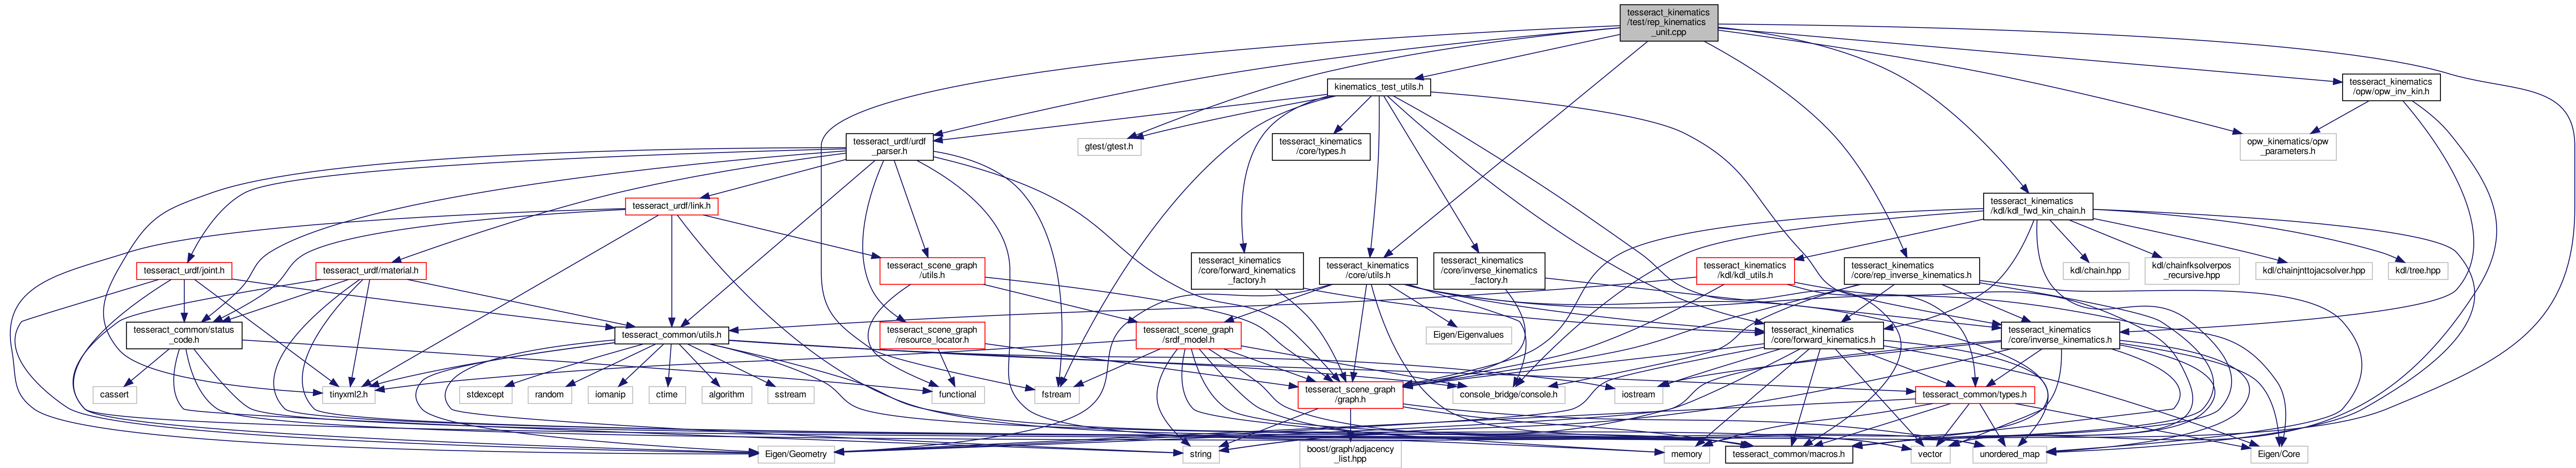 tesseract_kinematics
/test/rep_kinematics
_unit.cpp
kinematics_test_utils.h
tesseract_kinematics
/opw/opw_inv_kin.h
tesseract_urdf/urdf
_parser.h
gtest/gtest.h
tesseract_kinematics
/core/types.h
opw_kinematics/opw
_parameters.h
tesseract_urdf/link.h
tesseract_kinematics
/kdl/kdl_fwd_kin_chain.h
tesseract_urdf/joint.h
tesseract_urdf/material.h
tesseract_scene_graph
/utils.h
tesseract_kinematics
/core/forward_kinematics
_factory.h
tesseract_kinematics
/core/utils.h
tesseract_kinematics
/core/inverse_kinematics
_factory.h
tesseract_kinematics
/kdl/kdl_utils.h
tesseract_kinematics
/core/rep_inverse_kinematics.h
kdl/chain.hpp
kdl/chainfksolverpos
_recursive.hpp
kdl/chainjnttojacsolver.hpp
kdl/tree.hpp
tesseract_common/status
_code.h
tesseract_common/utils.h
tesseract_scene_graph
/resource_locator.h
tesseract_scene_graph
/srdf_model.h
Eigen/Eigenvalues
tesseract_kinematics
/core/forward_kinematics.h
tesseract_kinematics
/core/inverse_kinematics.h
cassert
tinyxml2.h
stdexcept
random
iomanip
ctime
algorithm
sstream
functional
fstream
tesseract_scene_graph
/graph.h
console_bridge/console.h
iostream
tesseract_common/types.h
Eigen/Geometry
string
boost/graph/adjacency
_list.hpp
memory
tesseract_common/macros.h
vector
unordered_map
Eigen/Core